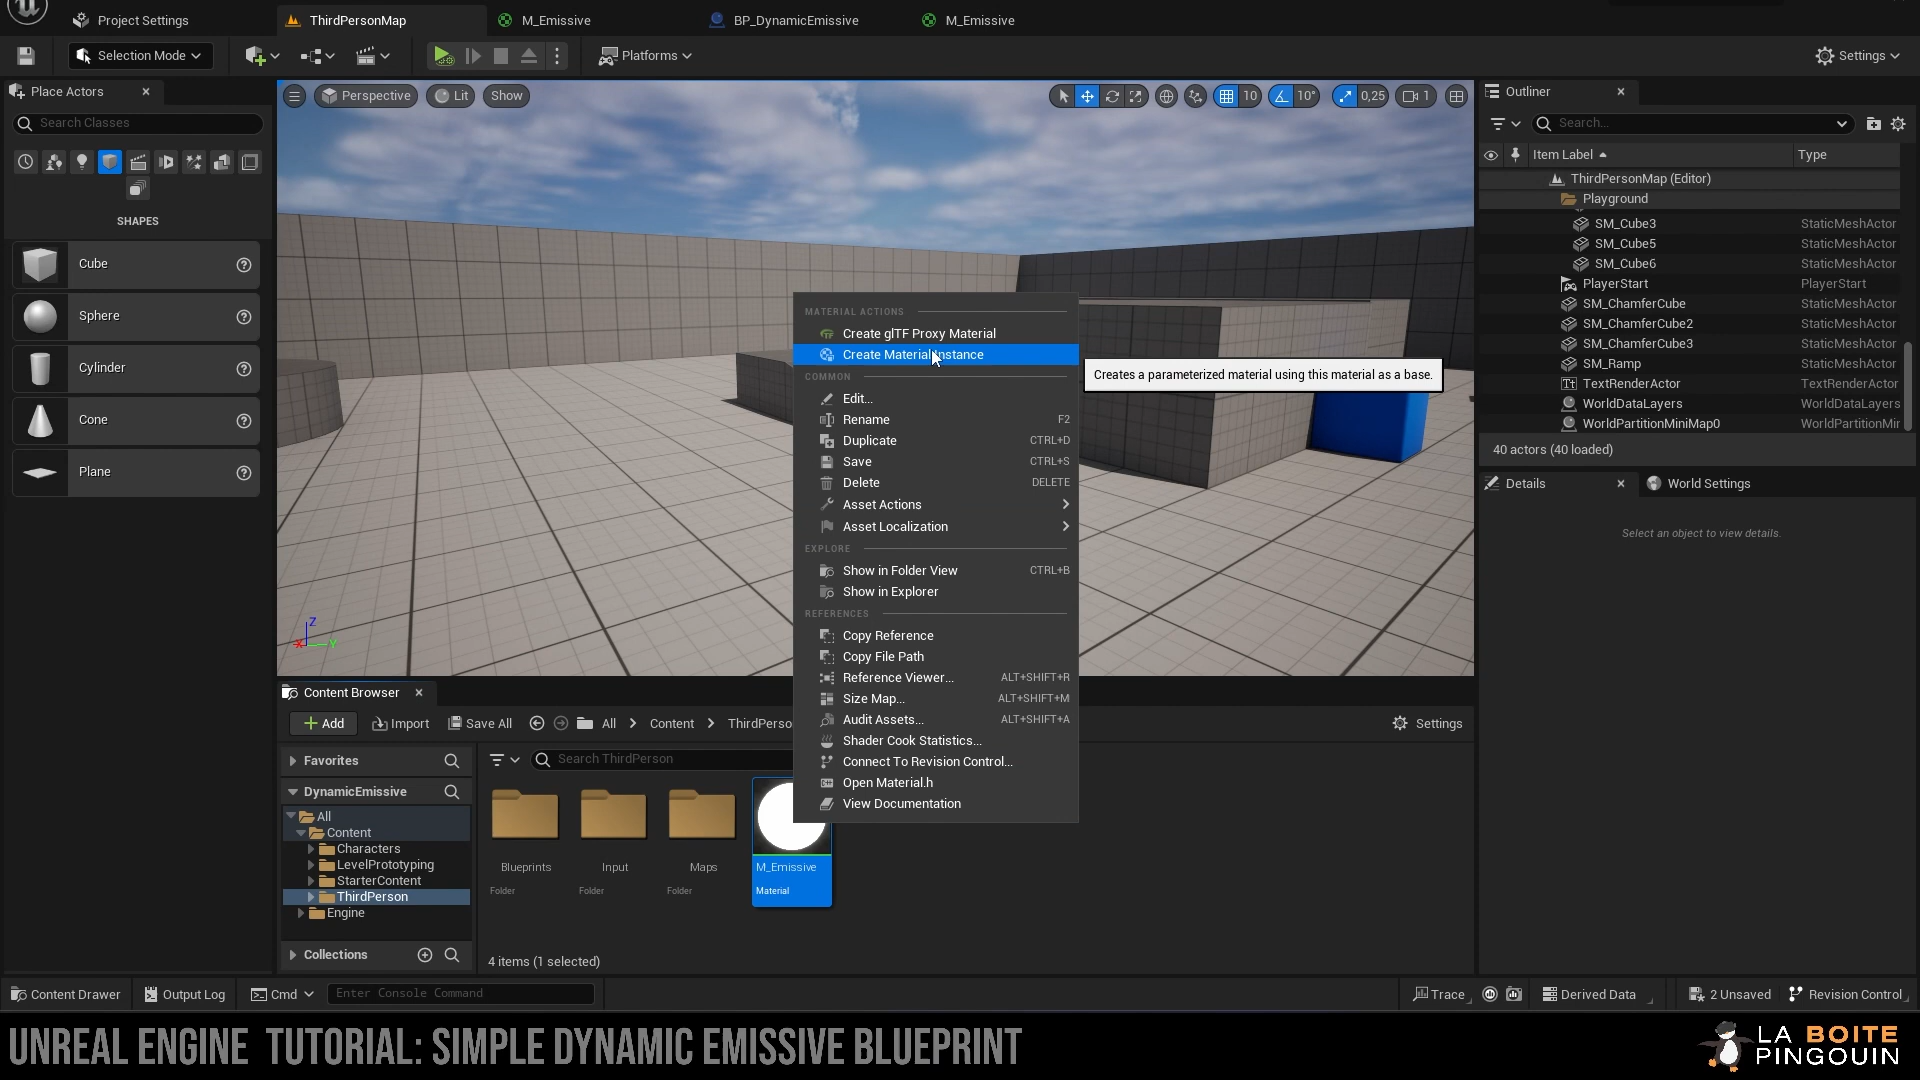 Project Settings
ThirdPersonMap
M_Emissive
BP_DynamicEmissive
M_Emissive
Selection Mode
Platforms
Settings
Place Actors
Search Classes
SHAPES
Cube
Sphere
Cylinder
Cone
Plane
Perspective
Lit
Show
10
10°
0,25
1
Z
X
Y
MATERIAL ACTIONS
Create glTF Proxy Material
Create Material Instance
Creates a parameterized material using this material as a base.
COMMON
Edit...
Rename F2
Duplicate CTRL+D
Save CTRL+S
Delete DELETE
Asset Actions
Asset Localization
EXPLORE
Show in Folder View CTRL+B
Show in Explorer
REFERENCES
Copy Reference
Copy File Path
Reference Viewer... ALT+SHIFT+R
Size Map... ALT+SHIFT+M
Audit Assets... ALT+SHIFT+A
Shader Cook Statistics...
Connect To Revision Control...
Open Material.h
View Documentation
Outliner
Search...
Item Label Type
ThirdPersonMap (Editor)
Playground
SM_Cube3 StaticMeshActor
SM_Cube5 StaticMeshActor
SM_Cube6 StaticMeshActor
PlayerStart PlayerStart
SM_ChamferCube StaticMeshActor
SM_ChamferCube2 StaticMeshActor
SM_ChamferCube3 StaticMeshActor
SM_Ramp StaticMeshActor
TextRenderActor TextRenderActor
WorldDataLayers WorldDataLayers
WorldPartitionMiniMap0 WorldPartitionMir
40 actors (40 loaded)
Details
World Settings
Select an object to view details.
Content Browser
Add
Import
Save All
All
Content
ThirdPerso
Settings
Favorites
DynamicEmissive
All
Content
Characters
LevelPrototyping
StarterContent
ThirdPerson
Engine
Collections
Search ThirdPerson
Blueprints
Folder
Input
Folder
Maps
Folder
M_Emissive
Material
4 items (1 selected)
Content Drawer
Output Log
Cmd
Enter Console Command
Trace
Derived Data
2 Unsaved
Revision Control
UNREAL ENGINE TUTORIAL: SIMPLE DYNAMIC EMISSIVE BLUEPRINT
LA BOITE
PINGOUIN